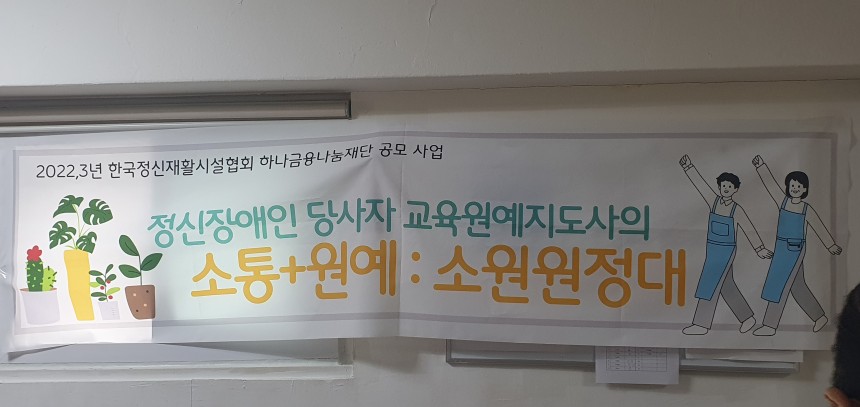 2022,3년 한국정신재활시설협회 하나금융나눔재단 공모 사업
정신장애인 당사자 교육원예지도사의
소통+원예 : 소원원정대